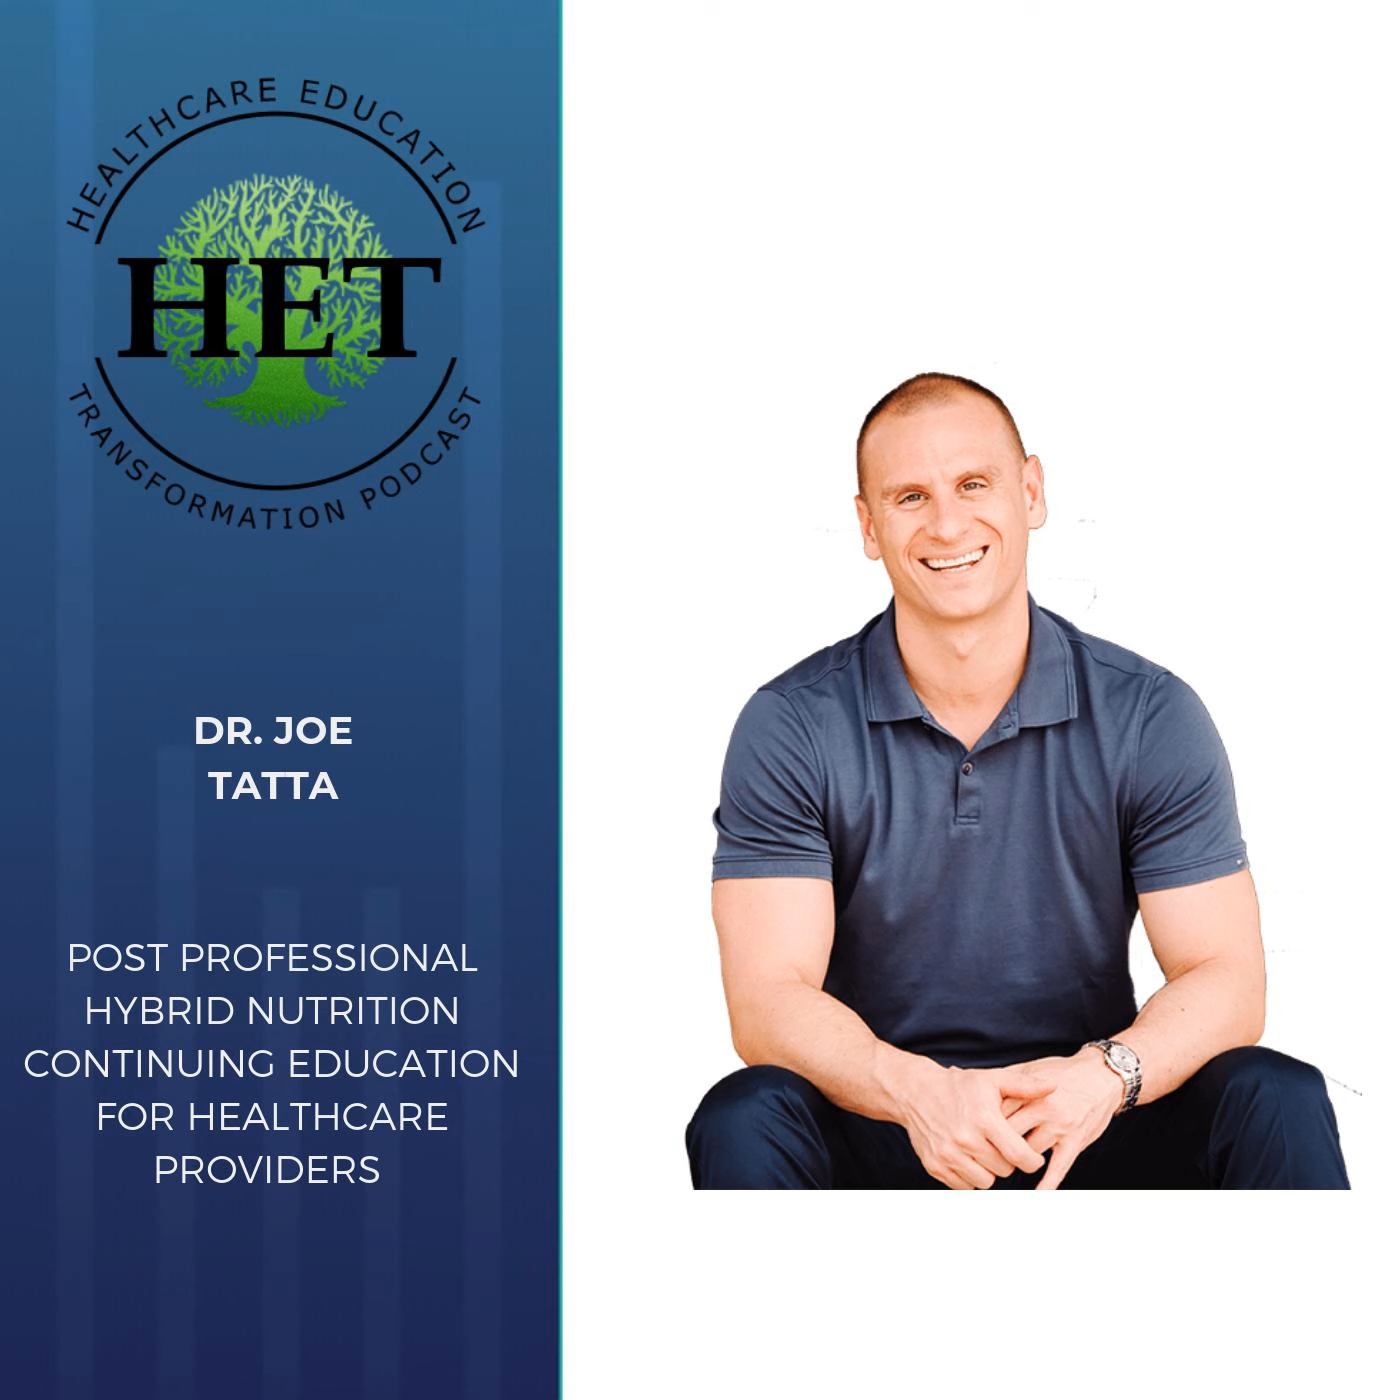 HEALTHCARE EDUCATION
HET
TRANSFORMATION PODCAST
DR. JOE
TATTA
POST PROFESSIONAL
HYBRID NUTRITION
CONTINUING EDUCATION
FOR HEALTHCARE
PROVIDERS